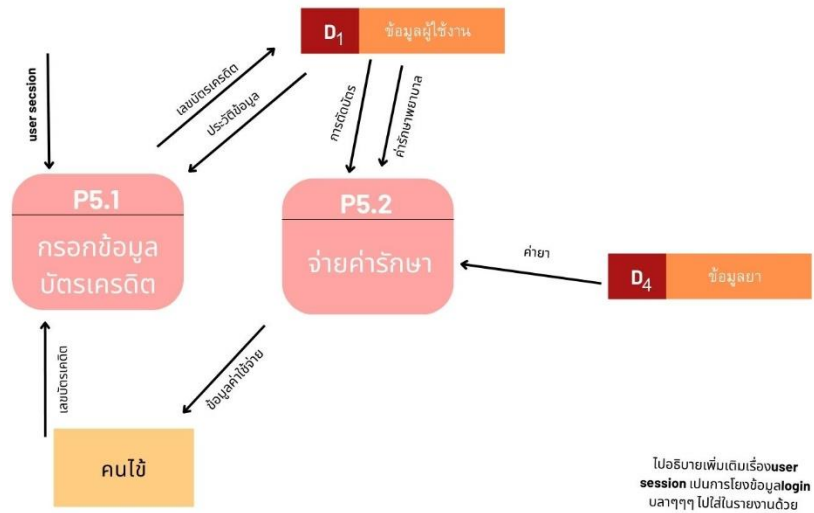 D1 ข้อมูลผู้ใช้งาน
user secsion
เลขบัตรเครดิต
ประวัติข้อมูล
การตัดบัตร
ค่ารักษาพยาบาล
P5.1
กรอกข้อมูล
บัตรเครดิต
P5.2
จ่ายค่ารักษา
ค่ายา
D4 ข้อมูลยา
เลขบัตรเคดิต
ข้อมูลค่าใช้จ่าย
คนไข้
ไปอธิบายเพิ่มเติมเรื่องuser
session เปนการโยงข้อมูลlogin
บลาๆๆๆ ไปใส่ในรายงานด้วย